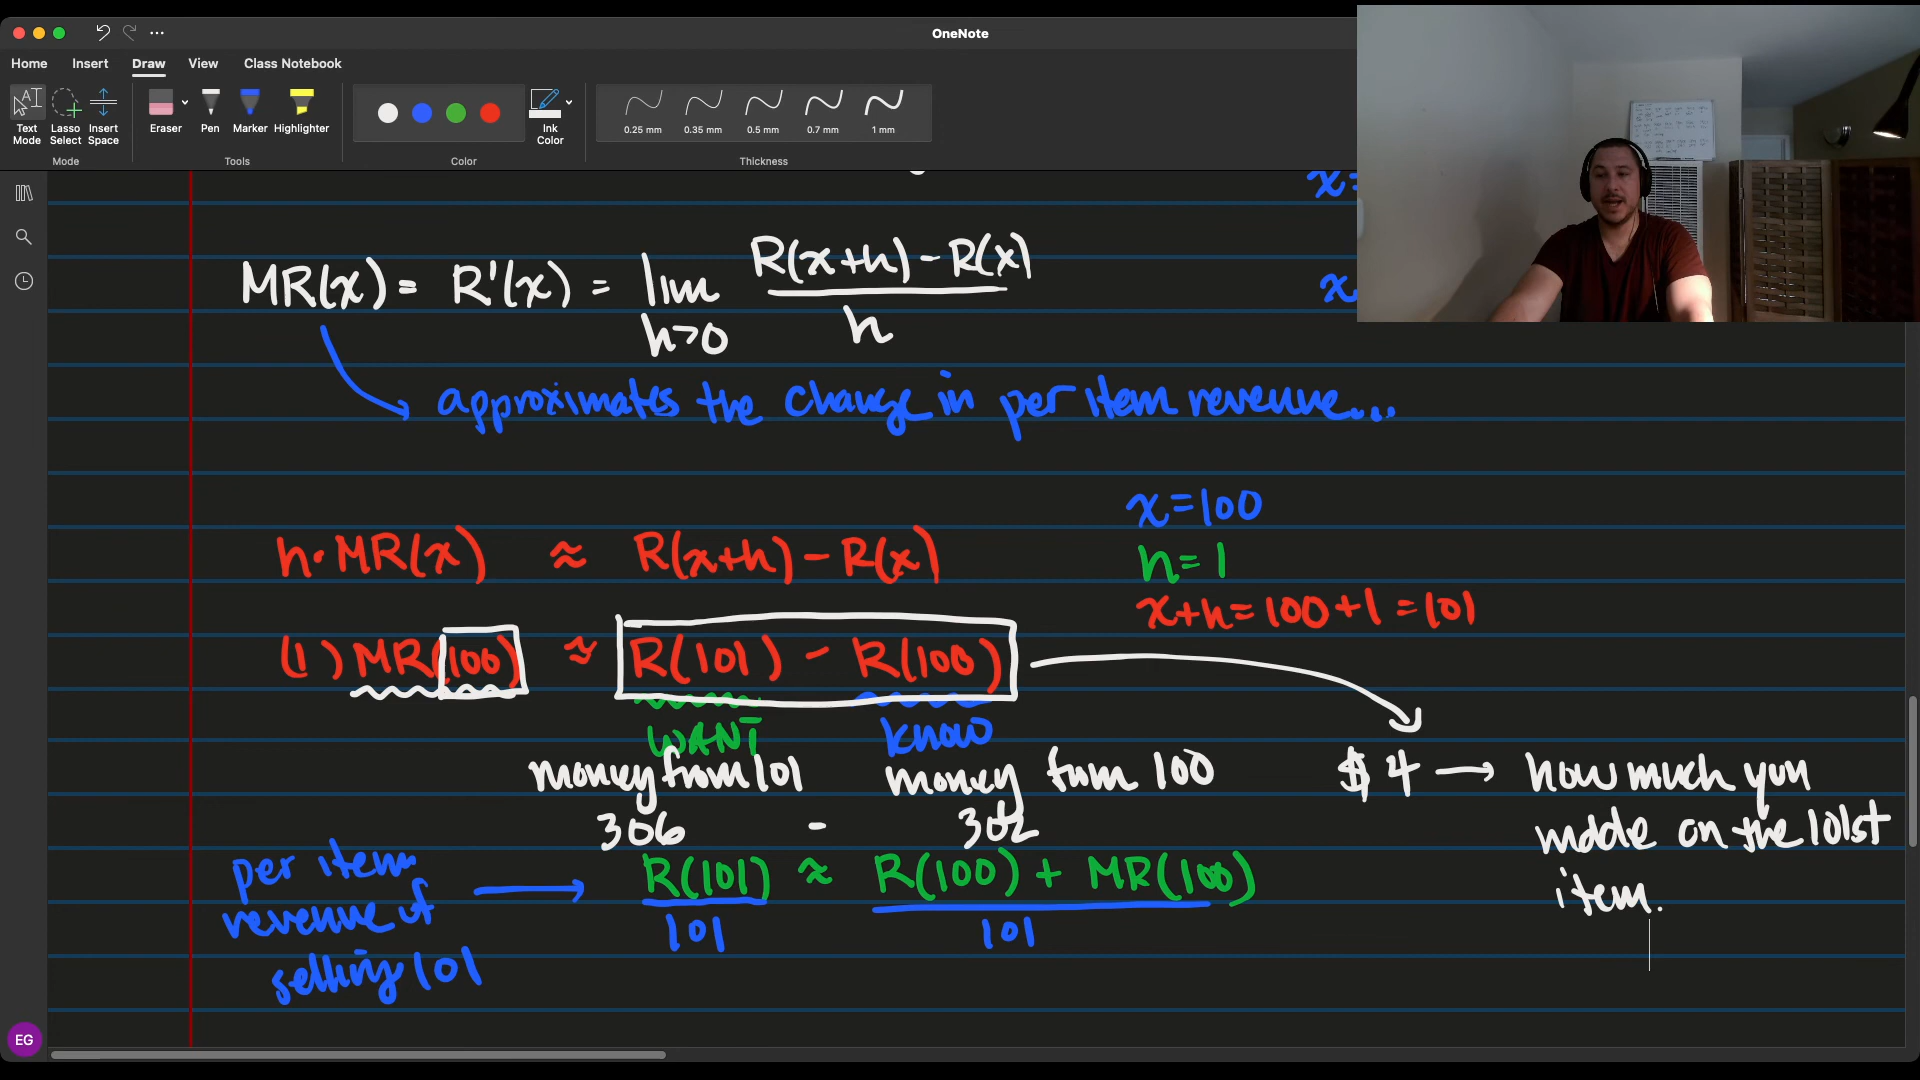 OneNote
Home Insert Draw View Class Notebook
Text Mode
Lasso Select
Insert Space
Mode
Eraser
Pen
Marker
Highlighter
Tools
Color
Ink Color
0.25 mm 0.35 mm 0.5 mm 0.7 mm 1 mm
Thickness
x=
MR(x) = R'(x) = lim h→0 R(x+h) - R(x) / h
x
approximates the change in per item revenue...
x = 100
h = 1
x+h = 100+1 = 101
h·MR(x) ≈ R(x+h) - R(x)
(1) MR(100) ≈ R(101) - R(100)
WANT know
money from 101 money from 100
306 - 302
$4 → how much you
made on the 101st
item.
per item
revenue if
selling 101
R(101) ≈ R(100) + MR(100)
101 101
EG